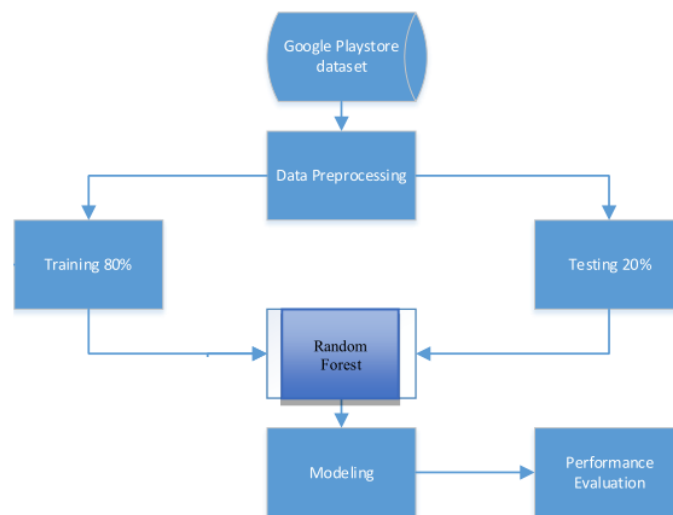 Google Playstore
dataset
Data Preprocessing
Training 80%
Testing 20%
Random
Forest
Modeling
Performance
Evaluation